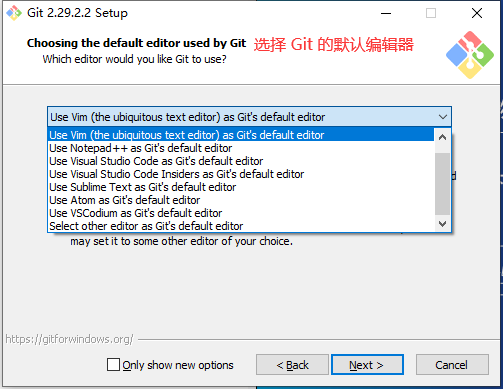 Git 2.29.2.2 Setup
Choosing the default editor used by Git 选择 Git 的默认编辑器
Which editor would you like Git to use?
Use Vim (the ubiquitous text editor) as Git's default editor
Use Vim (the ubiquitous text editor) as Git's default editor
Use Notepad++ as Git's default editor
Use Visual Studio Code as Git's default editor
Use Visual Studio Code Insiders as Git's default editor
Use Sublime Text as Git's default editor
Use Atom as Git's default editor
Use VSCodium as Git's default editor
Select other editor as Git's default editor
may set it to some other editor of your choice.
https://gitforwindows.org/
Only show new options
< Back
Next >
Cancel